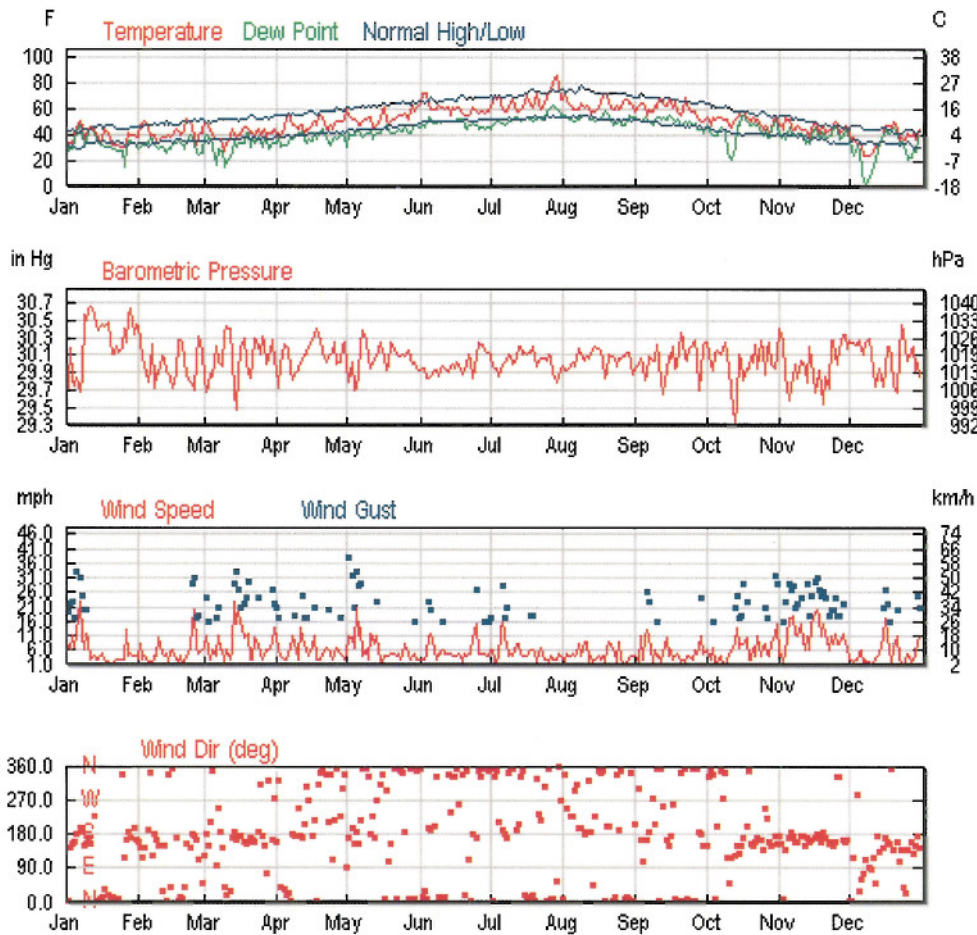 F Temperature Dew Point Normal High/Low C
100 38
80 27
60 16
40 4
20 -7
0 -18
Jan Feb Mar Apr May Jun Jul Aug Sep Oct Nov Dec
in Hg Barometric Pressure hPa
30.7 1040
30.5 1033
30.3 1026
30.1 1019
29.9 1013
29.7 1006
29.5 999
29.3 992
Jan Feb Mar Apr May Jun Jul Aug Sep Oct Nov Dec
mph Wind Speed Wind Gust km/h
46.0 74
41.0 66
36.0 58
31.0 50
26.0 42
21.0 34
16.0 26
11.0 18
6.0 10
1.0 2
Jan Feb Mar Apr May Jun Jul Aug Sep Oct Nov Dec
Wind Dir (deg)
360.0 N
270.0 W
180.0 S
90.0 E
0.0 N
Jan Feb Mar Apr May Jun Jul Aug Sep Oct Nov Dec